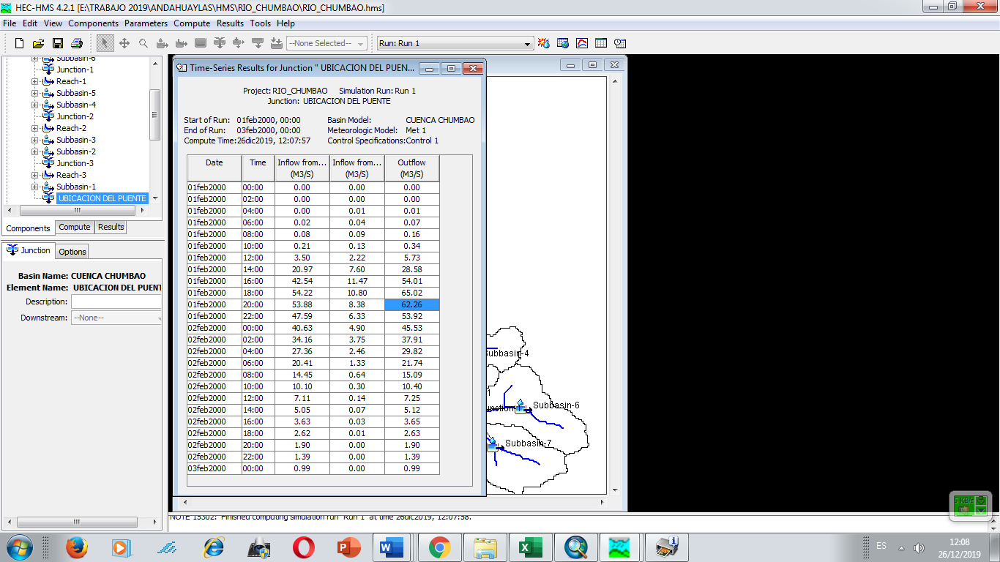 HEC-HMS 4.2.1 [E:\TRABAJO 2019\ANDAHUAYLAS\HMS\RIO_CHUMBAO\RIO_CHUMBAO.hms]
File Edit View Components Parameters Compute Results Tools Help
--None Selected-- Run: Run 1
Subbasin-6
Junction-1
Reach-1
Subbasin-5
Subbasin-4
Junction-2
Reach-2
Subbasin-3
Subbasin-2
Junction-3
Reach-3
Subbasin-1
UBICACION DEL PUENTE
Components Compute Results
Junction Options
Basin Name: CUENCA CHUMBAO
Element Name: UBICACION DEL PUENT
Description:
Downstream: --None--
Time-Series Results for Junction " UBICACION DEL PUEN...
Project: RIO_CHUMBAO Simulation Run: Run 1
Junction: UBICACION DEL PUENTE
Start of Run: 01feb2000, 00:00 Basin Model: CUENCA CHUMBAO
End of Run: 03feb2000, 00:00 Meteorologic Model: Met 1
Compute Time:26dic2019, 12:07:57 Control Specifications:Control 1
Date Time Inflow from... Inflow from... Outflow
(M3/S) (M3/S) (M3/S)
01feb2000 00:00 0.00 0.00 0.00
01feb2000 02:00 0.00 0.00 0.00
01feb2000 04:00 0.00 0.01 0.01
01feb2000 06:00 0.02 0.04 0.07
01feb2000 08:00 0.08 0.09 0.16
01feb2000 10:00 0.21 0.13 0.34
01feb2000 12:00 3.50 2.22 5.73
01feb2000 14:00 20.97 7.60 28.58
01feb2000 16:00 42.54 11.47 54.01
01feb2000 18:00 54.22 10.80 65.02
01feb2000 20:00 53.88 8.38 62.26
01feb2000 22:00 47.59 6.33 53.92
02feb2000 00:00 40.63 4.90 45.53
02feb2000 02:00 34.16 3.75 37.91
02feb2000 04:00 27.36 2.46 29.82
02feb2000 06:00 20.41 1.33 21.74
02feb2000 08:00 14.45 0.64 15.09
02feb2000 10:00 10.10 0.30 10.40
02feb2000 12:00 7.11 0.14 7.25
02feb2000 14:00 5.05 0.07 5.12
02feb2000 16:00 3.63 0.03 3.65
02feb2000 18:00 2.62 0.01 2.63
02feb2000 20:00 1.90 0.00 1.90
02feb2000 22:00 1.39 0.00 1.39
03feb2000 00:00 0.99 0.00 0.99
Subbasin-4
Subbasin-6
Subbasin-7
5 KB/s
NOTE 15302: Finished computing simulation run "Run 1" at time 26dic2019, 12:07:58.
ES
12:08
26/12/2019